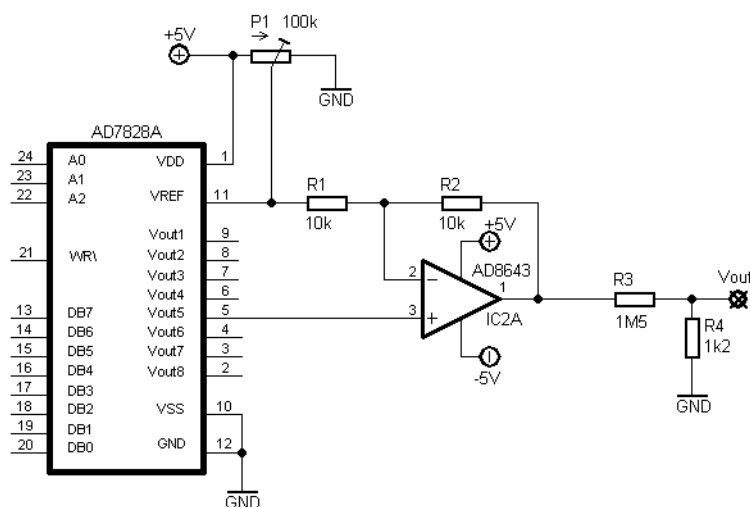 P1 100k
+5V
GND
AD7828A
24 A0 VDD 1
23 A1
22 A2 VREF 11
R1 R2
10k 10k
Vout1 9
21 WR\ Vout2 8
Vout3 7
Vout4 6
13 DB7 Vout5 5
14 DB6 Vout6 4
15 DB5 Vout7 3
16 DB4 Vout8 2
17 DB3
18 DB2 VSS 10
19 DB1
20 DB0 GND 12
GND
+5V
AD8643
2 1
3
IC2A
-5V
R3
1M5
Vout
R4
1k2
GND